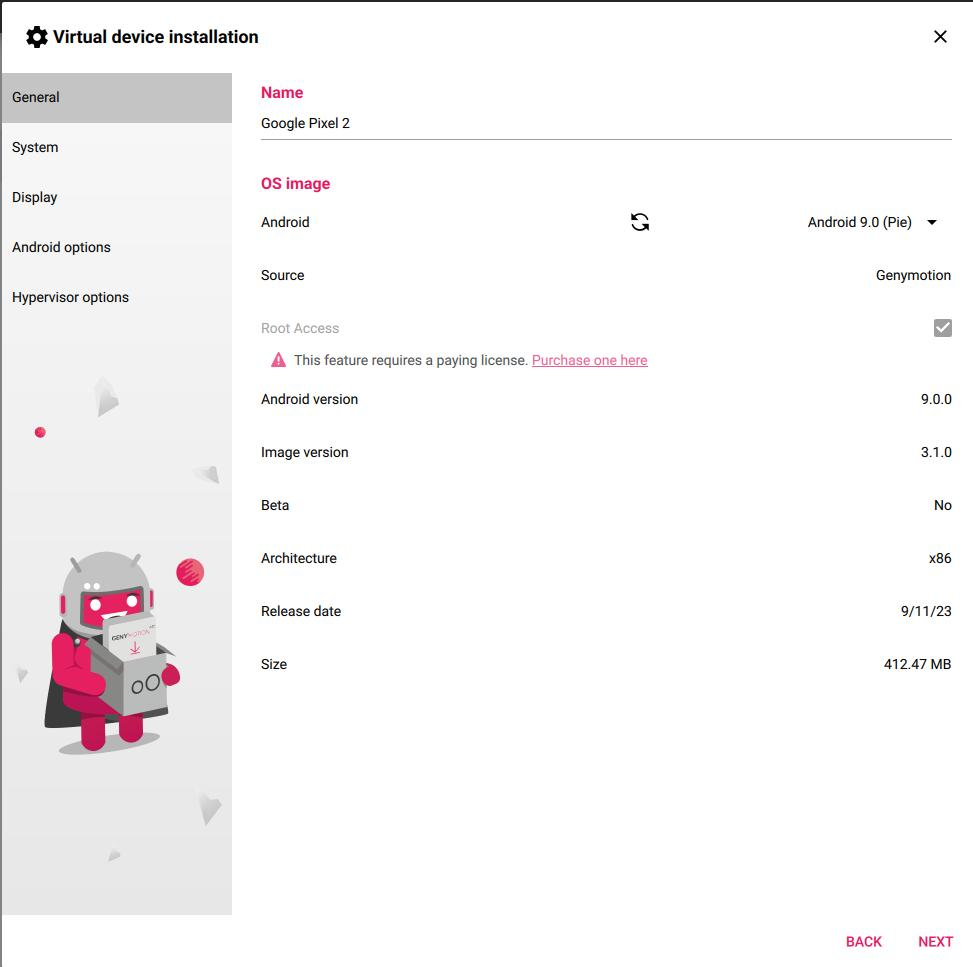 Virtual device installation
General
System
Display
Android options
Hypervisor options
Name
Google Pixel 2
OS image
Android Android 9.0 (Pie)
Source Genymotion
Root Access
This feature requires a paying license. Purchase one here
Android version 9.0.0
Image version 3.1.0
Beta No
Architecture x86
Release date 9/11/23
Size 412.47 MB
GENYMOTION
BACK NEXT